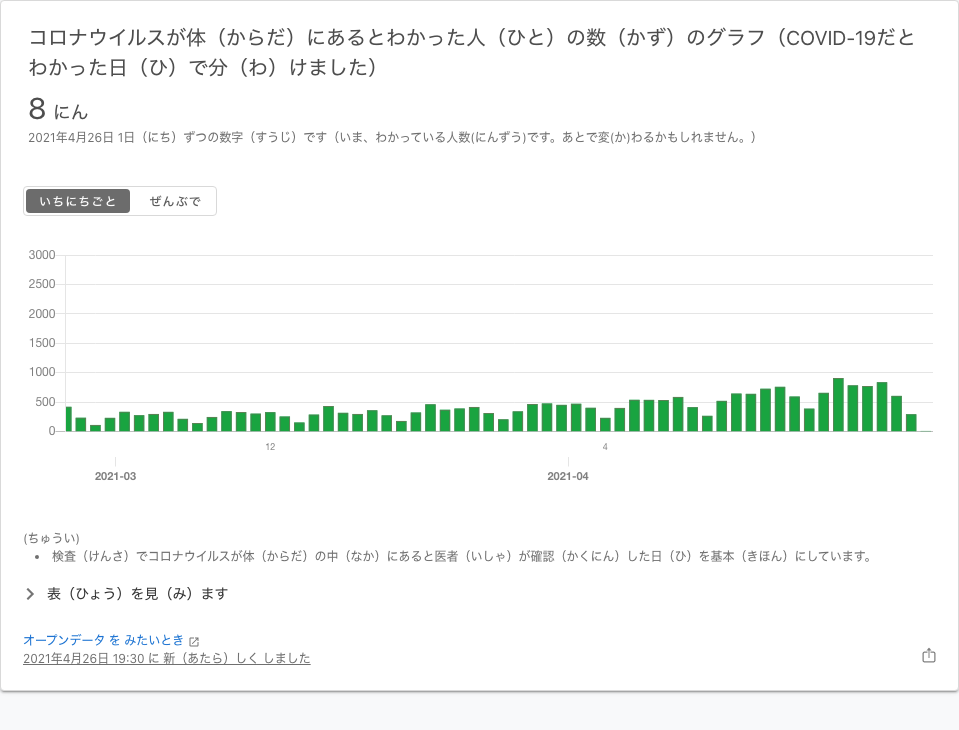 コロナウイルスが体（からだ）にあるとわかった人（ひと）の数（かず）のグラフ（COVID-19だと
わかった日（ひ）で分（わ）けました）
8 にん
2021年4月26日 1日（にち）ずつの数字（すうじ）です（いま、わかっている人数(にんずう)です。あとで変(か)わるかもしれません。）
いちにちごと ぜんぶで
3000
2500
2000
1500
1000
500
0
12 4
2021-03 2021-04
(ちゅうい)
• 検査（けんさ）でコロナウイルスが体（からだ）の中（なか）にあると医者（いしゃ）が確認（かくにん）した日（ひ）を基本（きほん）にしています。
表（ひょう）を見（み）ます
オープンデータ を みたいとき
2021年4月26日 19:30 に 新（あたら）しく しました